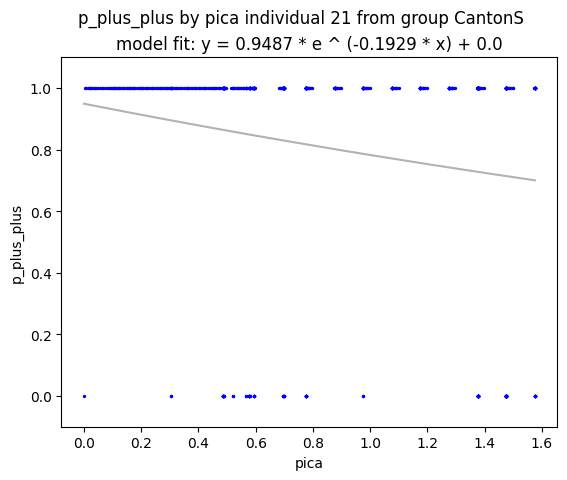 p_plus_plus by pica individual 21 from group CantonS
model fit: y = 0.9487 * e ^ (-0.1929 * x) + 0.0
1.0
0.8
0.6
0.4
0.2
0.0
p_plus_plus
0.0 0.2 0.4 0.6 0.8 1.0 1.2 1.4 1.6
pica